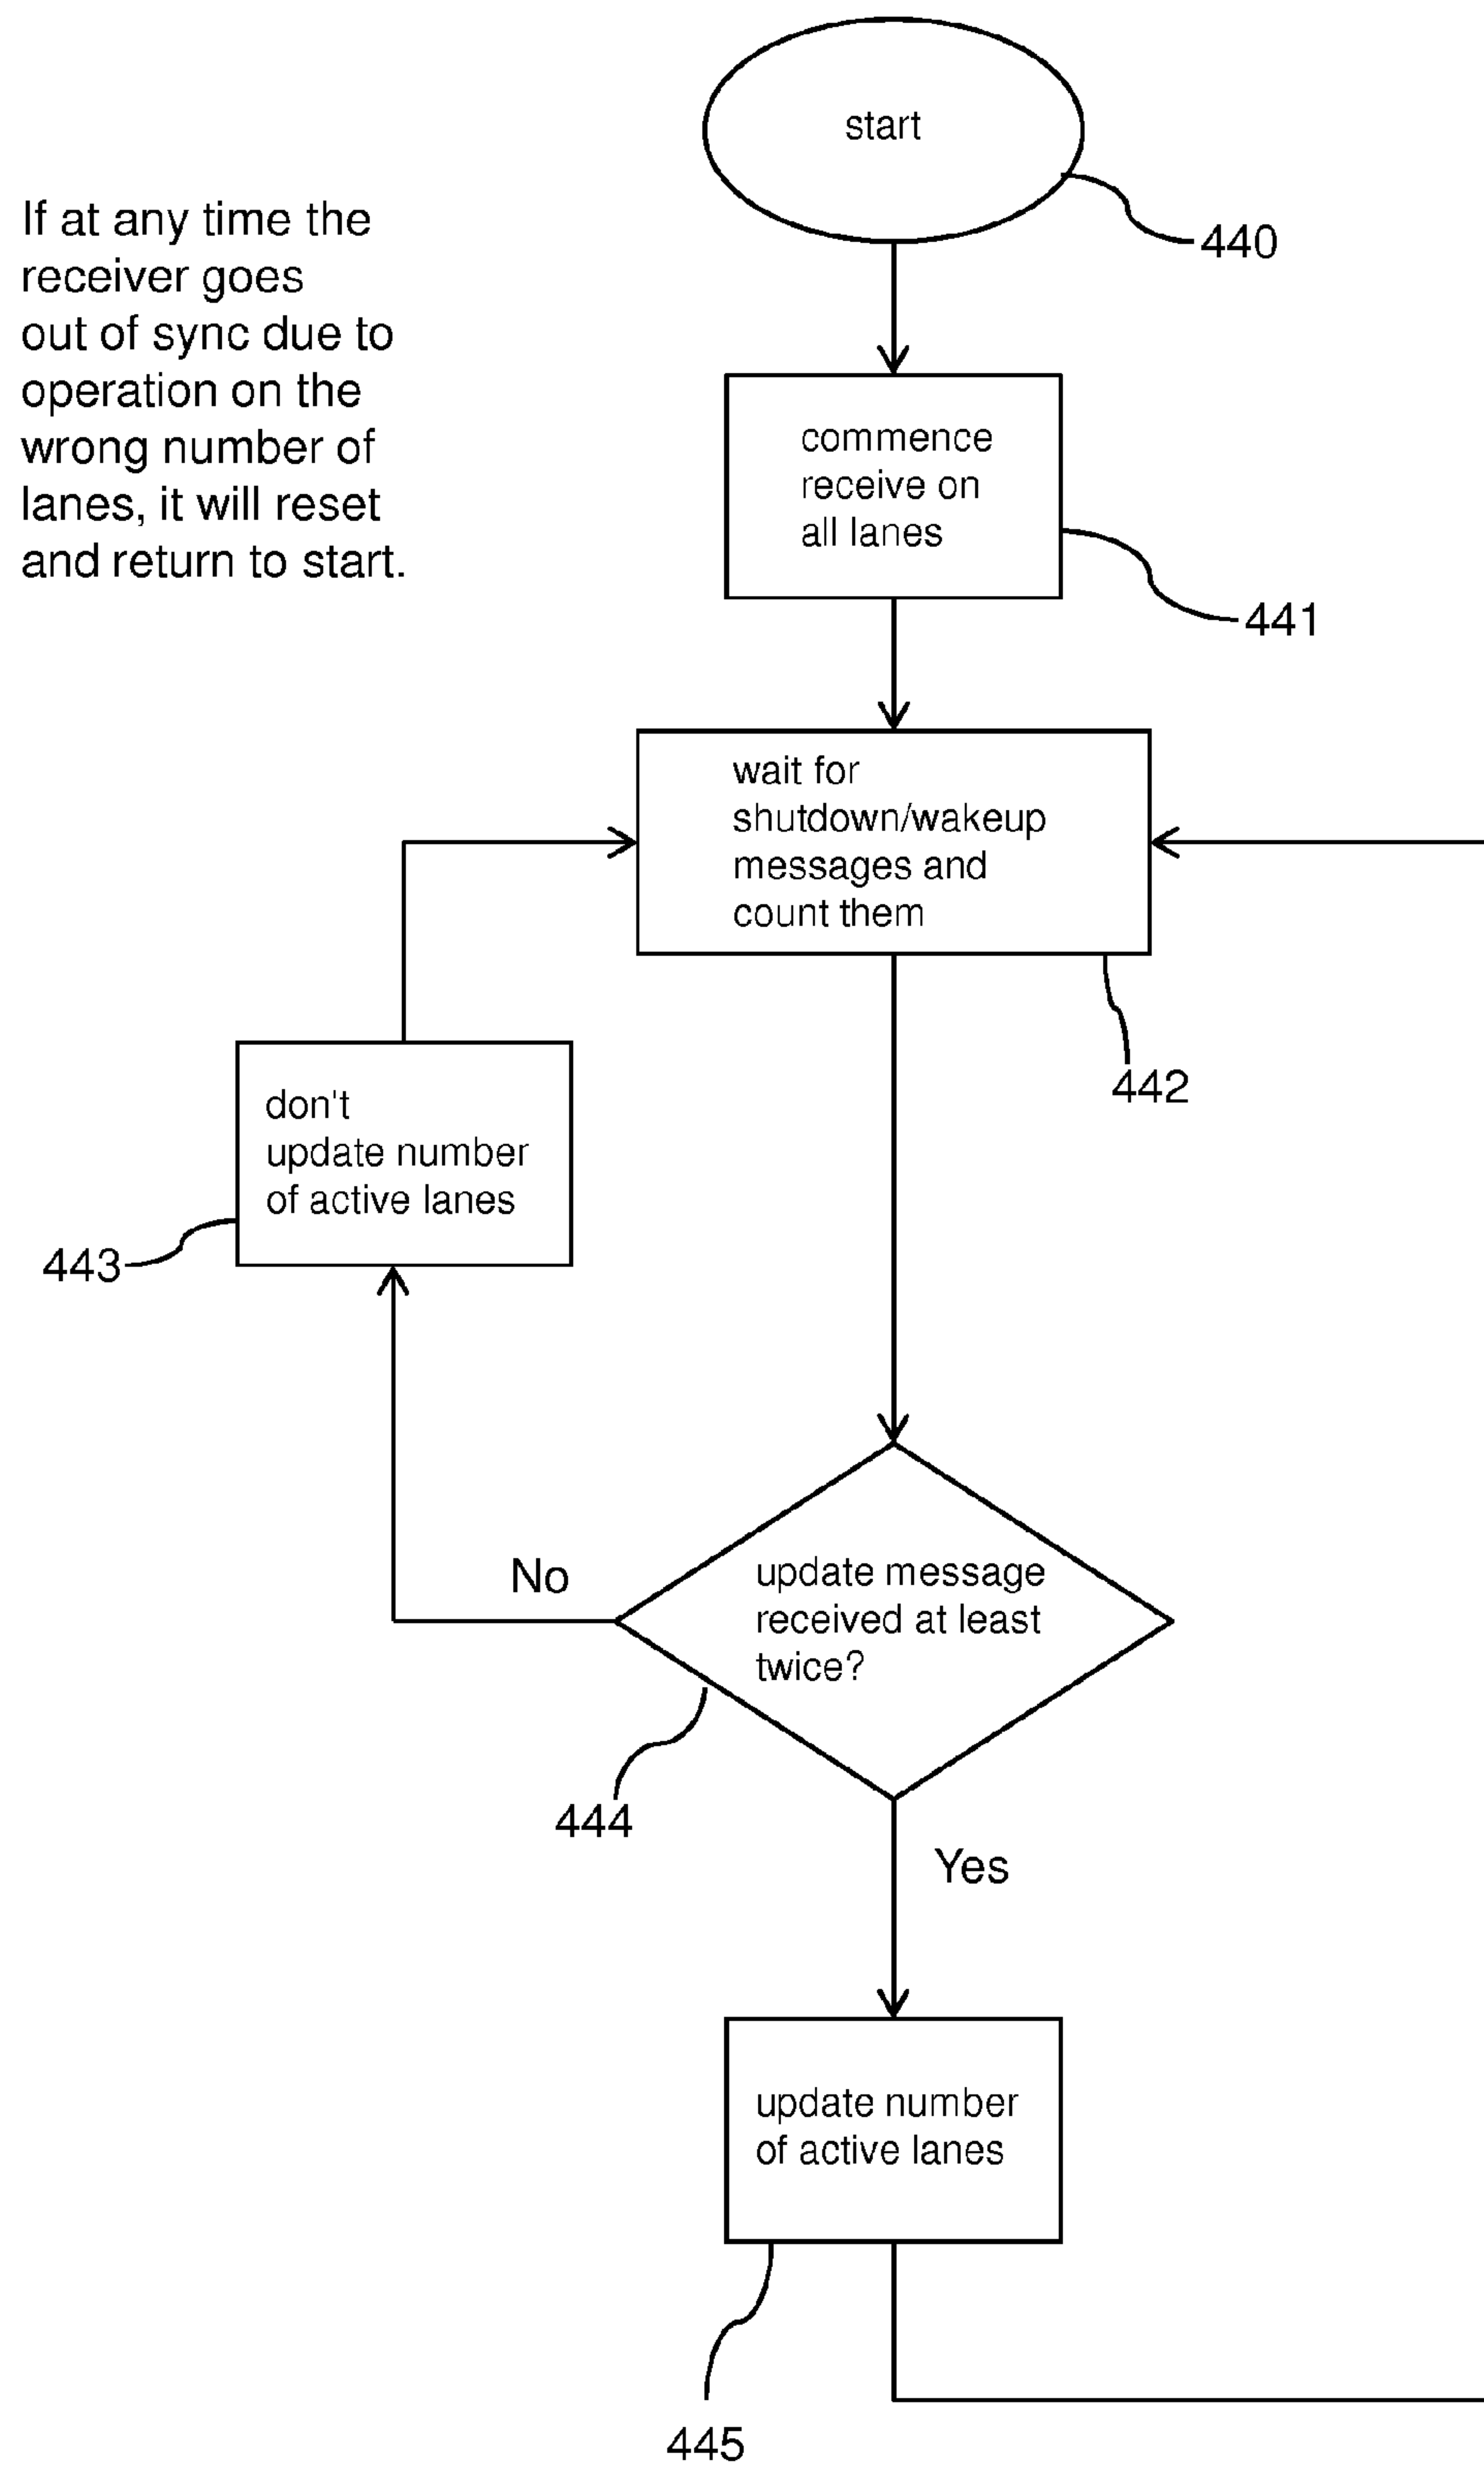 start
440
If at any time the
receiver goes
out of sync due to
operation on the
wrong number of
lanes, it will reset
and return to start.
commence
receive on
all lanes
441
wait for
shutdown/wakeup
messages and
count them
442
don't
update number
of active lanes
443
No
update message
received at least
twice?
444
Yes
update number
of active lanes
445